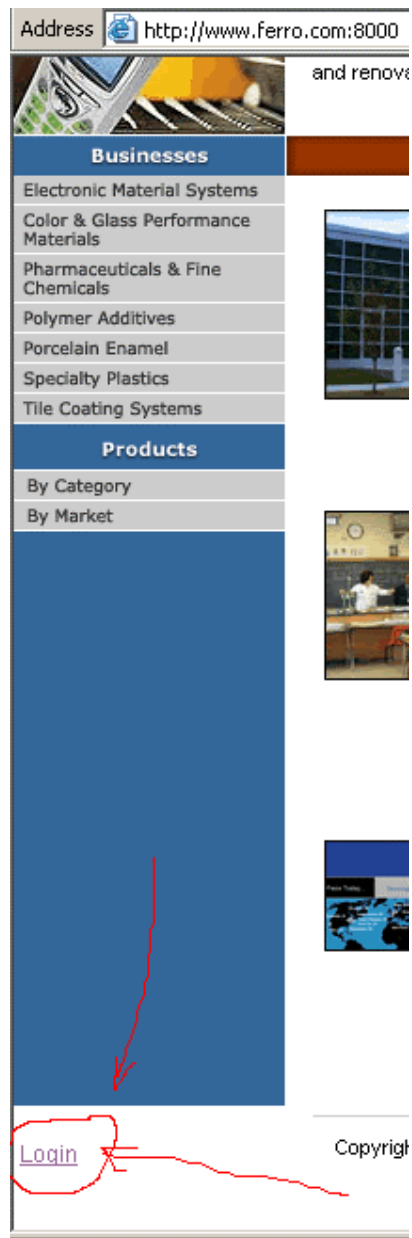 Address http://www.ferro.com:8000
and renova
Businesses
Electronic Material Systems
Color & Glass Performance
Materials
Pharmaceuticals & Fine
Chemicals
Polymer Additives
Porcelain Enamel
Specialty Plastics
Tile Coating Systems
Products
By Category
By Market
Login
Copyrigh